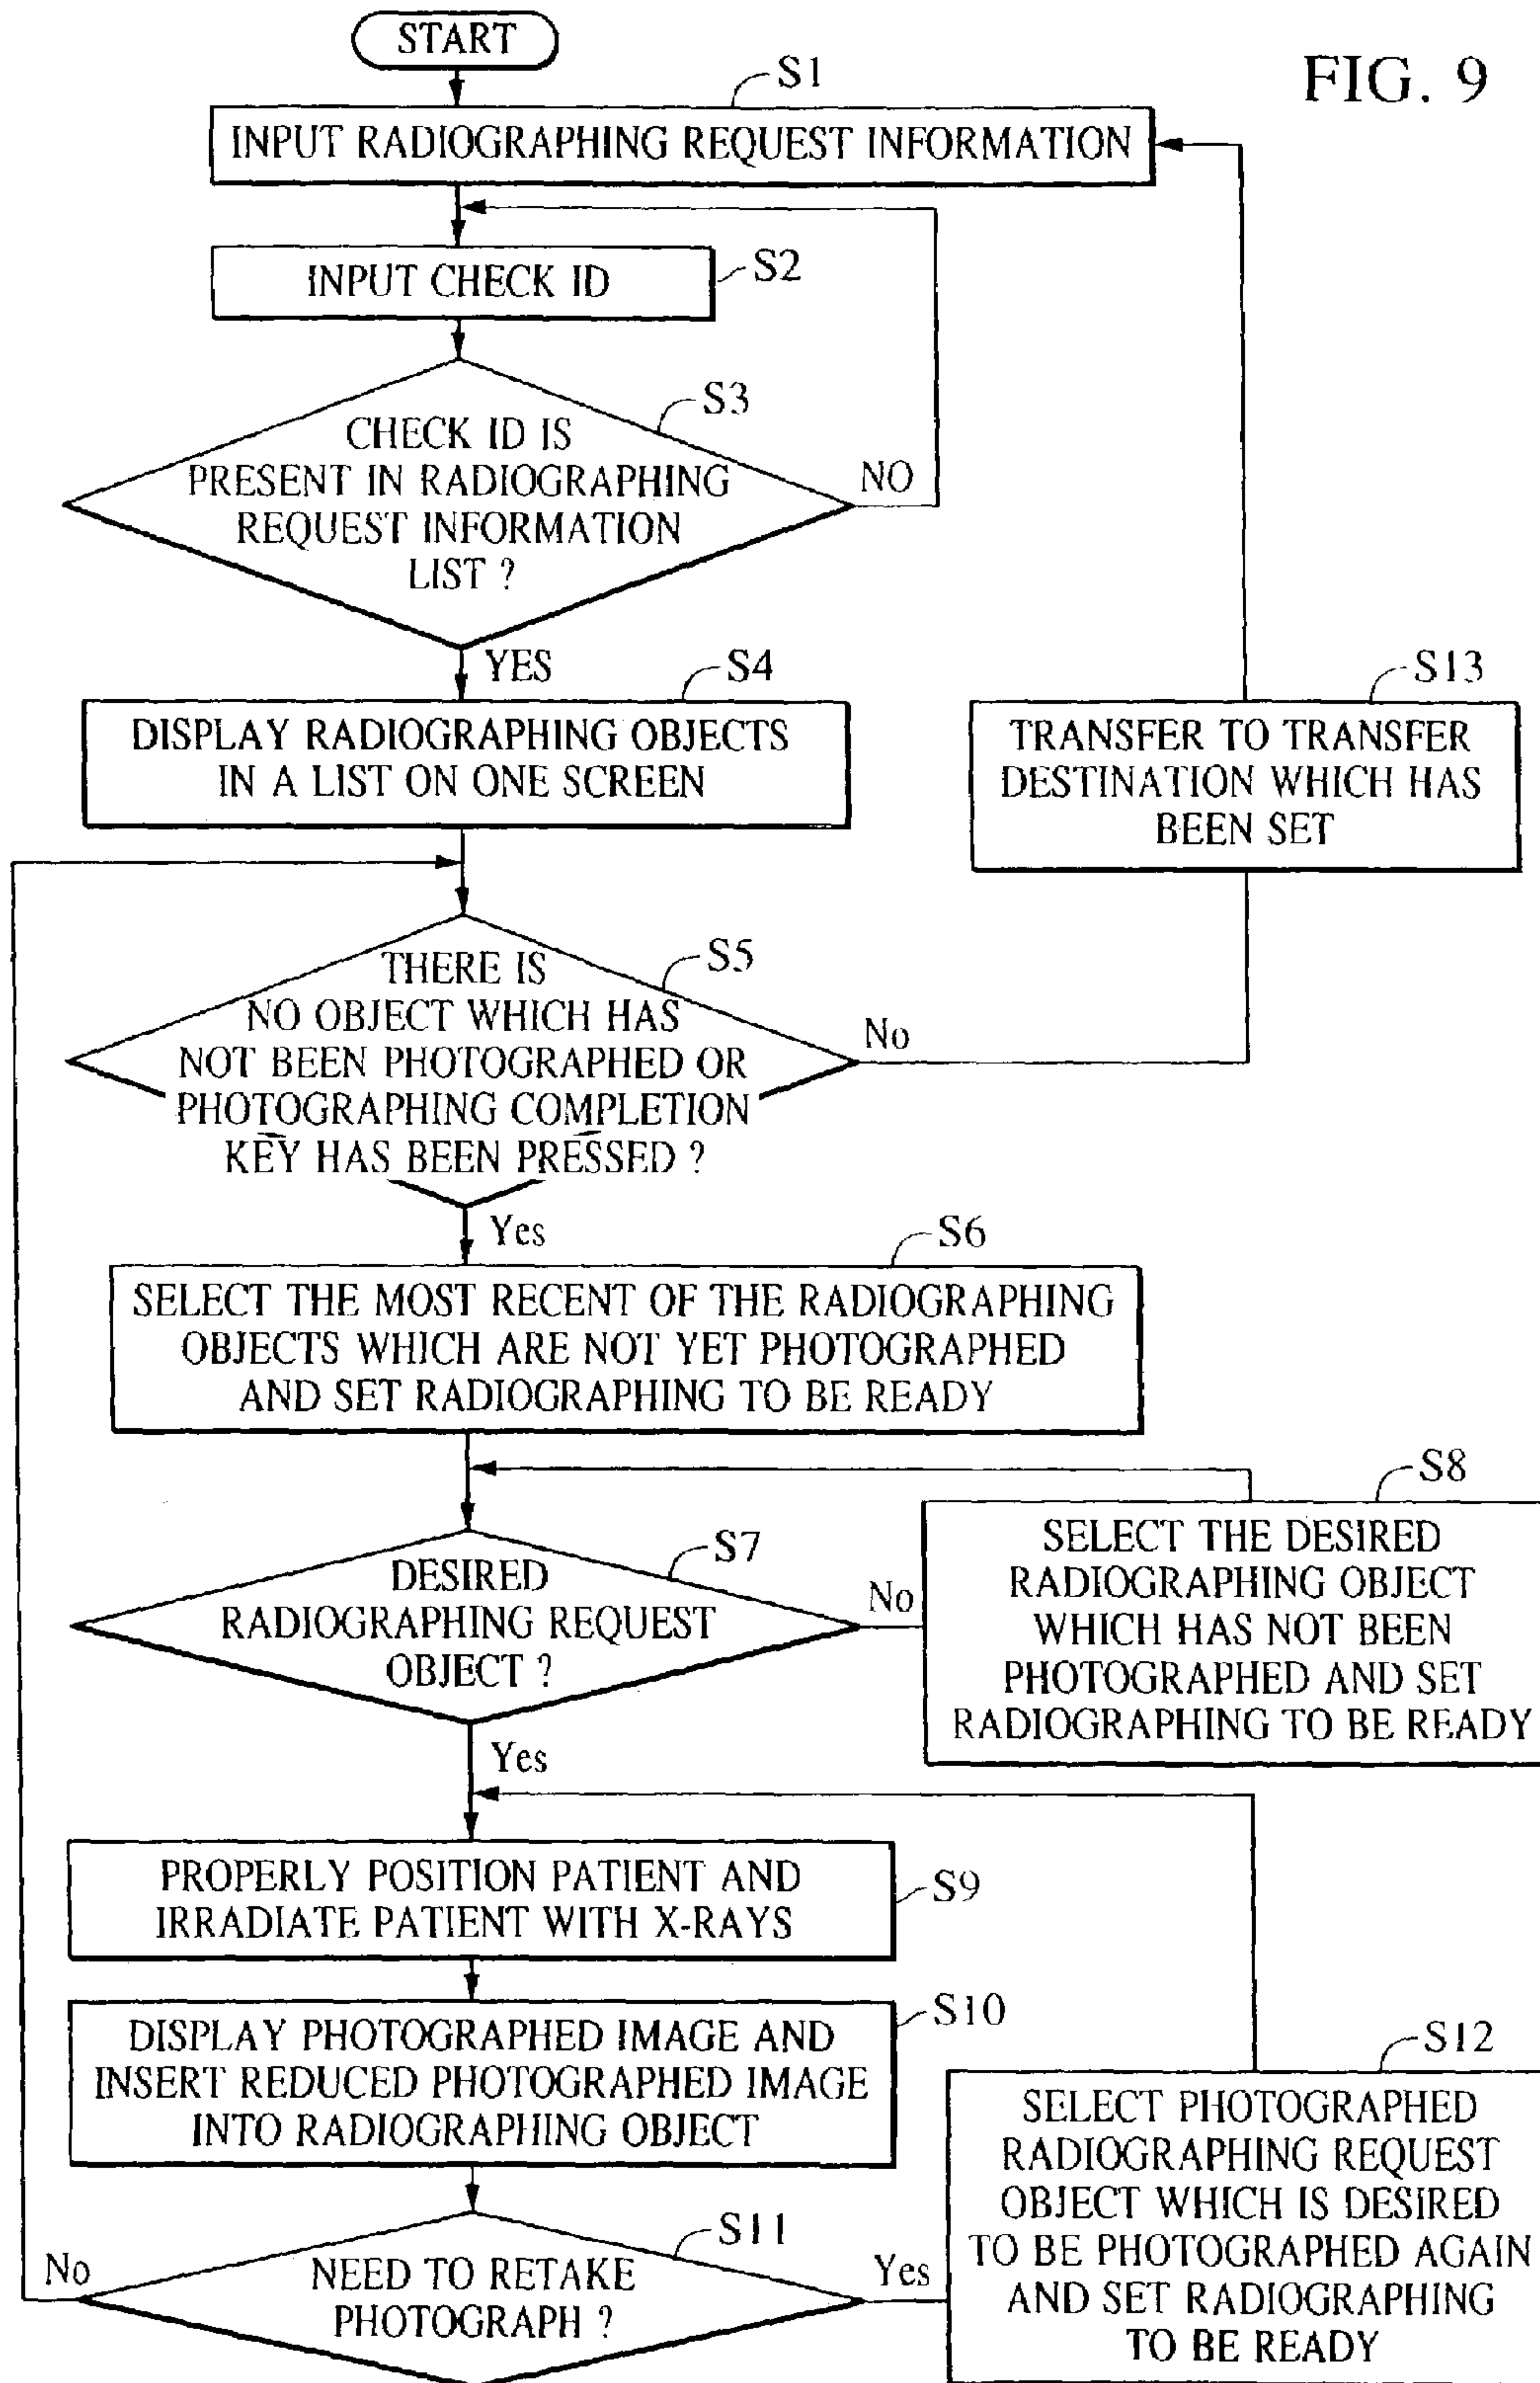 START
FIG. 9
S1
INPUT RADIOGRAPHING REQUEST INFORMATION
INPUT CHECK ID
S2
S3
CHECK ID IS
PRESENT IN RADIOGRAPHING
REQUEST INFORMATION
LIST ?
NO
YES
S4
DISPLAY RADIOGRAPHING OBJECTS
IN A LIST ON ONE SCREEN
S13
TRANSFER TO TRANSFER
DESTINATION WHICH HAS
BEEN SET
S5
THERE IS
NO OBJECT WHICH HAS
NOT BEEN PHOTOGRAPHED OR
PHOTOGRAPHING COMPLETION
KEY HAS BEEN PRESSED ?
No
Yes
S6
SELECT THE MOST RECENT OF THE RADIOGRAPHING
OBJECTS WHICH ARE NOT YET PHOTOGRAPHED
AND SET RADIOGRAPHING TO BE READY
S7
DESIRED
RADIOGRAPHING REQUEST
OBJECT ?
No
S8
SELECT THE DESIRED
RADIOGRAPHING OBJECT
WHICH HAS NOT BEEN
PHOTOGRAPHED AND SET
RADIOGRAPHING TO BE READY
Yes
PROPERLY POSITION PATIENT AND
IRRADIATE PATIENT WITH X-RAYS
S9
DISPLAY PHOTOGRAPHED IMAGE AND
INSERT REDUCED PHOTOGRAPHED IMAGE
INTO RADIOGRAPHING OBJECT
S10
S11
No
NEED TO RETAKE
PHOTOGRAPH ?
Yes
S12
SELECT PHOTOGRAPHED
RADIOGRAPHING REQUEST
OBJECT WHICH IS DESIRED
TO BE PHOTOGRAPHED AGAIN
AND SET RADIOGRAPHING
TO BE READY